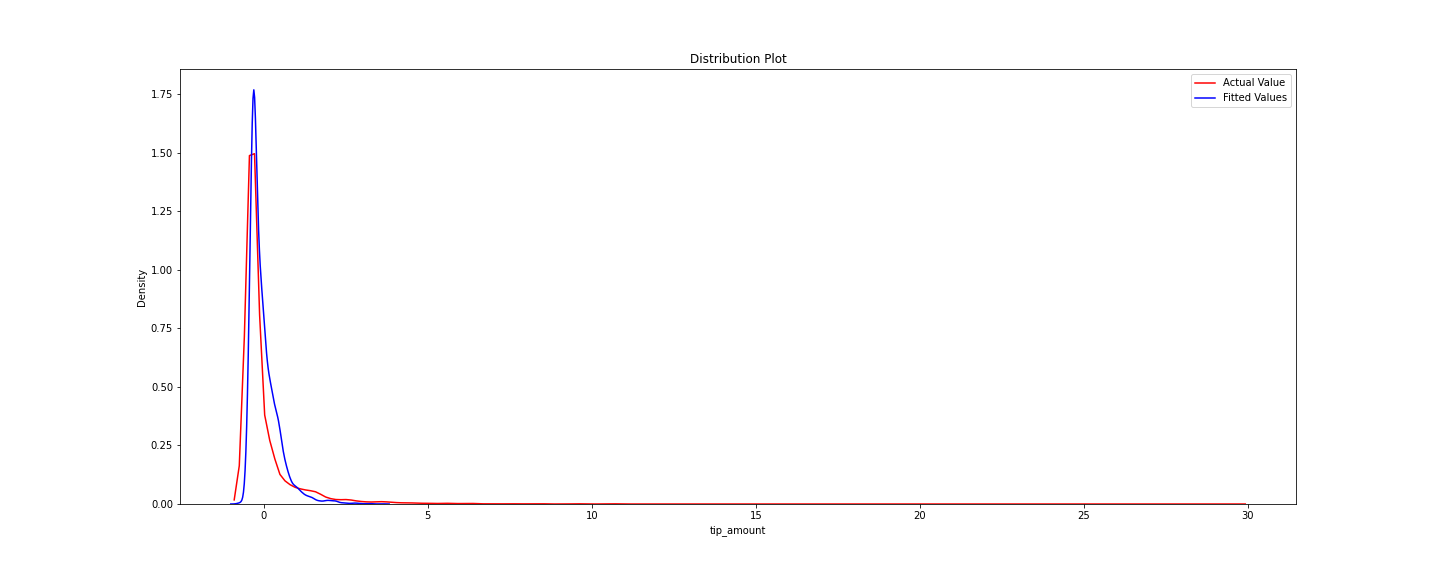 Distribution Plot
Actual Value
Fitted Values
1.75
1.50
1.25
1.00
0.75
0.50
0.25
0.00
Density
0 5 10 15 20 25 30
tip_amount